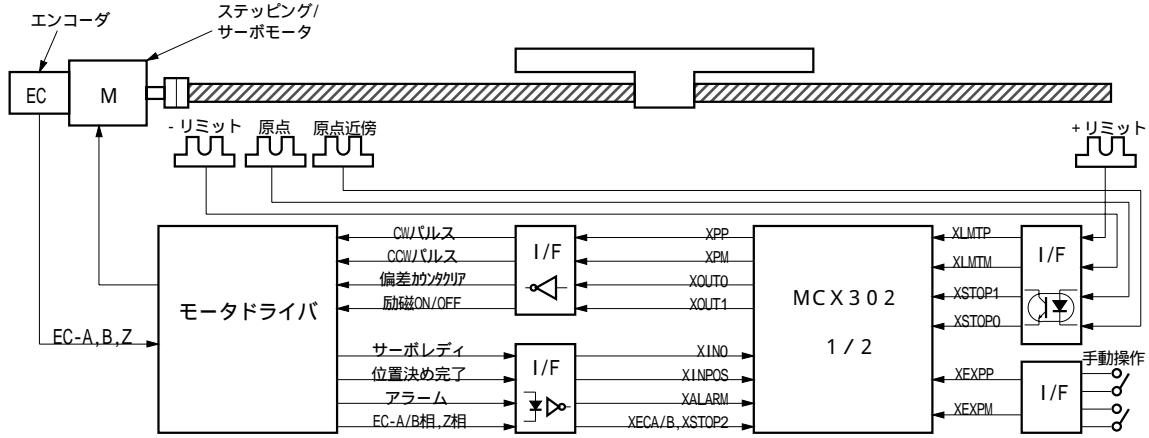 エンコーダ
ステッピング/
サーボモータ
EC
M
- リミット
原点
原点近傍
+ リミット
モータドライバ
EC-A,B,Z
CWパルス
CCWパルス
偏差カウンタクリア
励磁ON/OFF
I/F
XPP
XPM
XOUT0
XOUT1
サーボレディ
位置決め完了
アラーム
EC-A/B相,Z相
I/F
XIN0
XINPOS
XALARM
XECA/B,XSTOP2
MCX302
1/2
XLMTP
XLMTM
XSTOP1
XSTOP0
I/F
XEXPP
XEXPM
I/F
手動操作